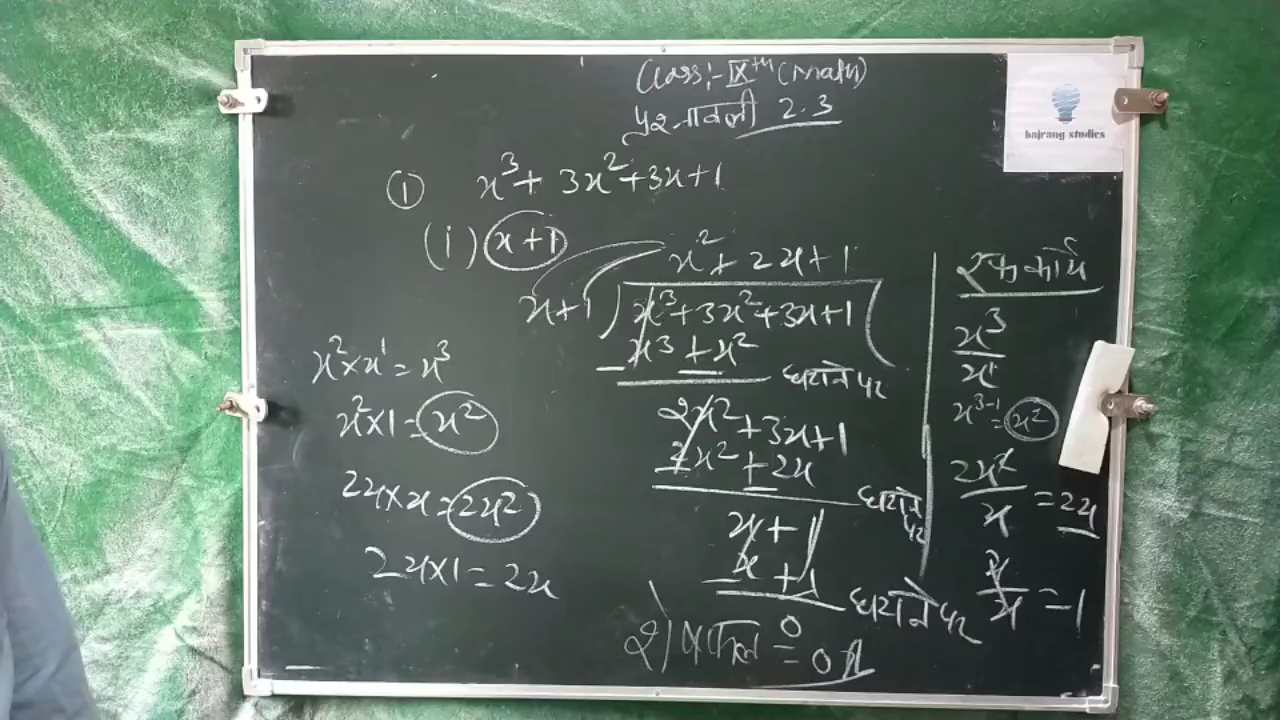 Class:- IXᵗʰ (Math)
प्रश्नावली 2.3
bajrang studies
① x³ + 3x² + 3x + 1
(i) x+1
x² + 2x + 1
x+1 ) x³ + 3x² + 3x + 1 (
x³ + x²
घटाने पर
2x² + 3x + 1
2x² + 2x
घटाने पर
x + 1
x + 1
घटाने पर
0
शेषफल = 0
x² × x¹ = x³
x² × 1 = x²
2x × x = 2x²
2x × 1 = 2x
रफ कार्य
x³
x¹
x³⁻¹ = x²
2x²
x
= 2x
x
x
= 1